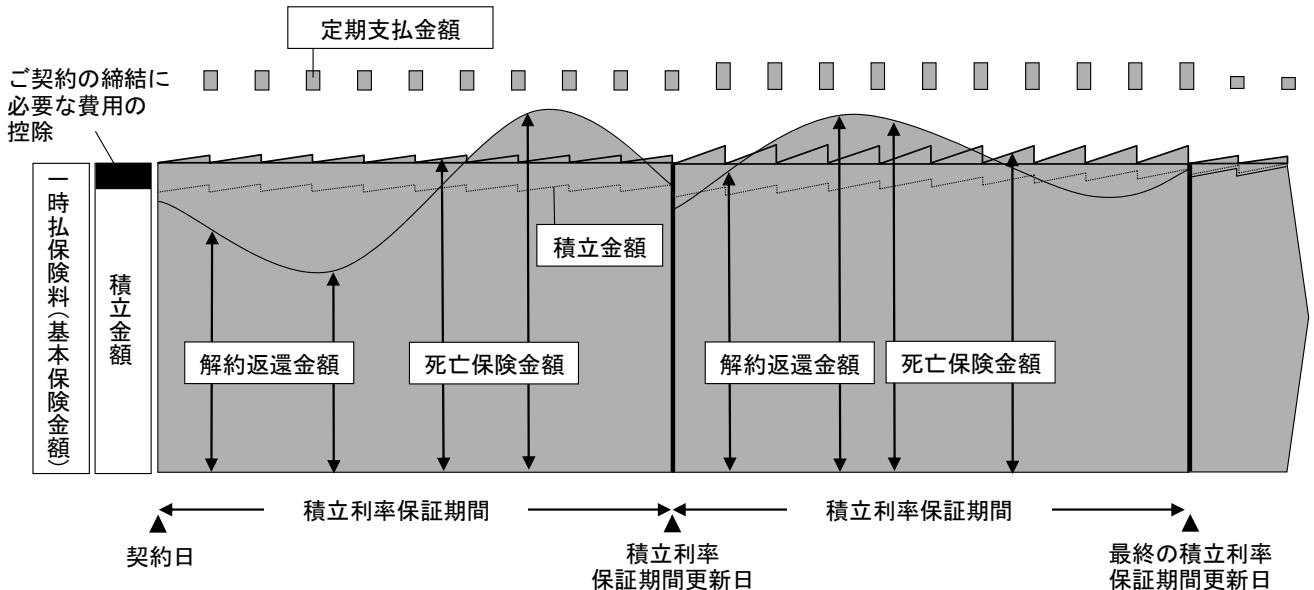 定期支払金額
ご契約の締結に
必要な費用の
控除
一時払保険料(基本保険金額)
積立金額
積立金額
解約返還金額
死亡保険金額
解約返還金額
死亡保険金額
積立利率保証期間
積立利率保証期間
契約日
積立利率
保証期間更新日
最終の積立利率
保証期間更新日